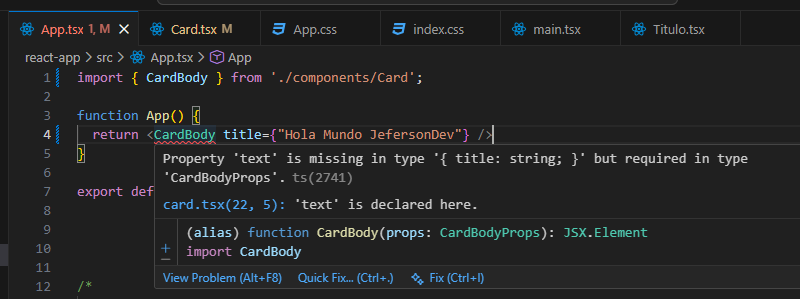 App.tsx 1, M
Card.tsx M
App.css
index.css
main.tsx
Titulo.tsx
react-app > src > App.tsx > App
1 import { CardBody } from './components/Card';
2
3 function App() {
4 return <CardBody title={"Hola Mundo JefersonDev"} />
5 }
6
7 export def
8
9
10
11
12 /*
Property 'text' is missing in type '{ title: string; }' but required in type
'CardBodyProps'. ts(2741)
card.tsx(22, 5): 'text' is declared here.
(alias) function CardBody(props: CardBodyProps): JSX.Element
import CardBody
View Problem (Alt+F8) Quick Fix... (Ctrl+.) Fix (Ctrl+I)